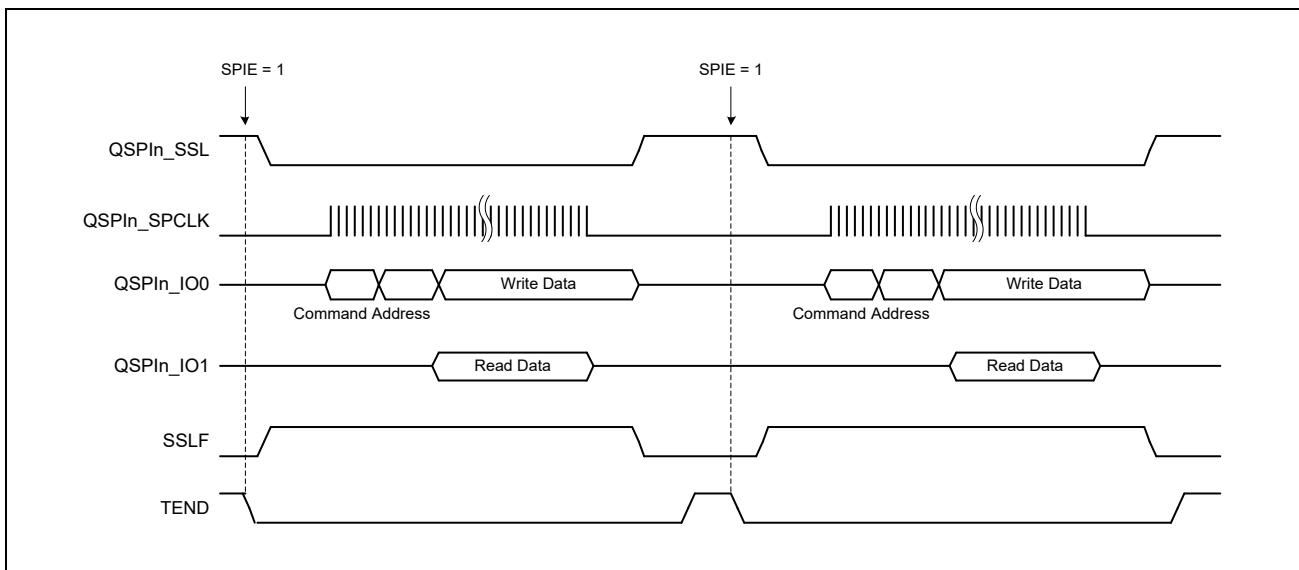 SPIE = 1 SPIE = 1
QSPIn_SSL
QSPIn_SPCLK
QSPIn_IO0 Write Data Write Data
Command Address Command Address
QSPIn_IO1 Read Data Read Data
SSLF
TEND